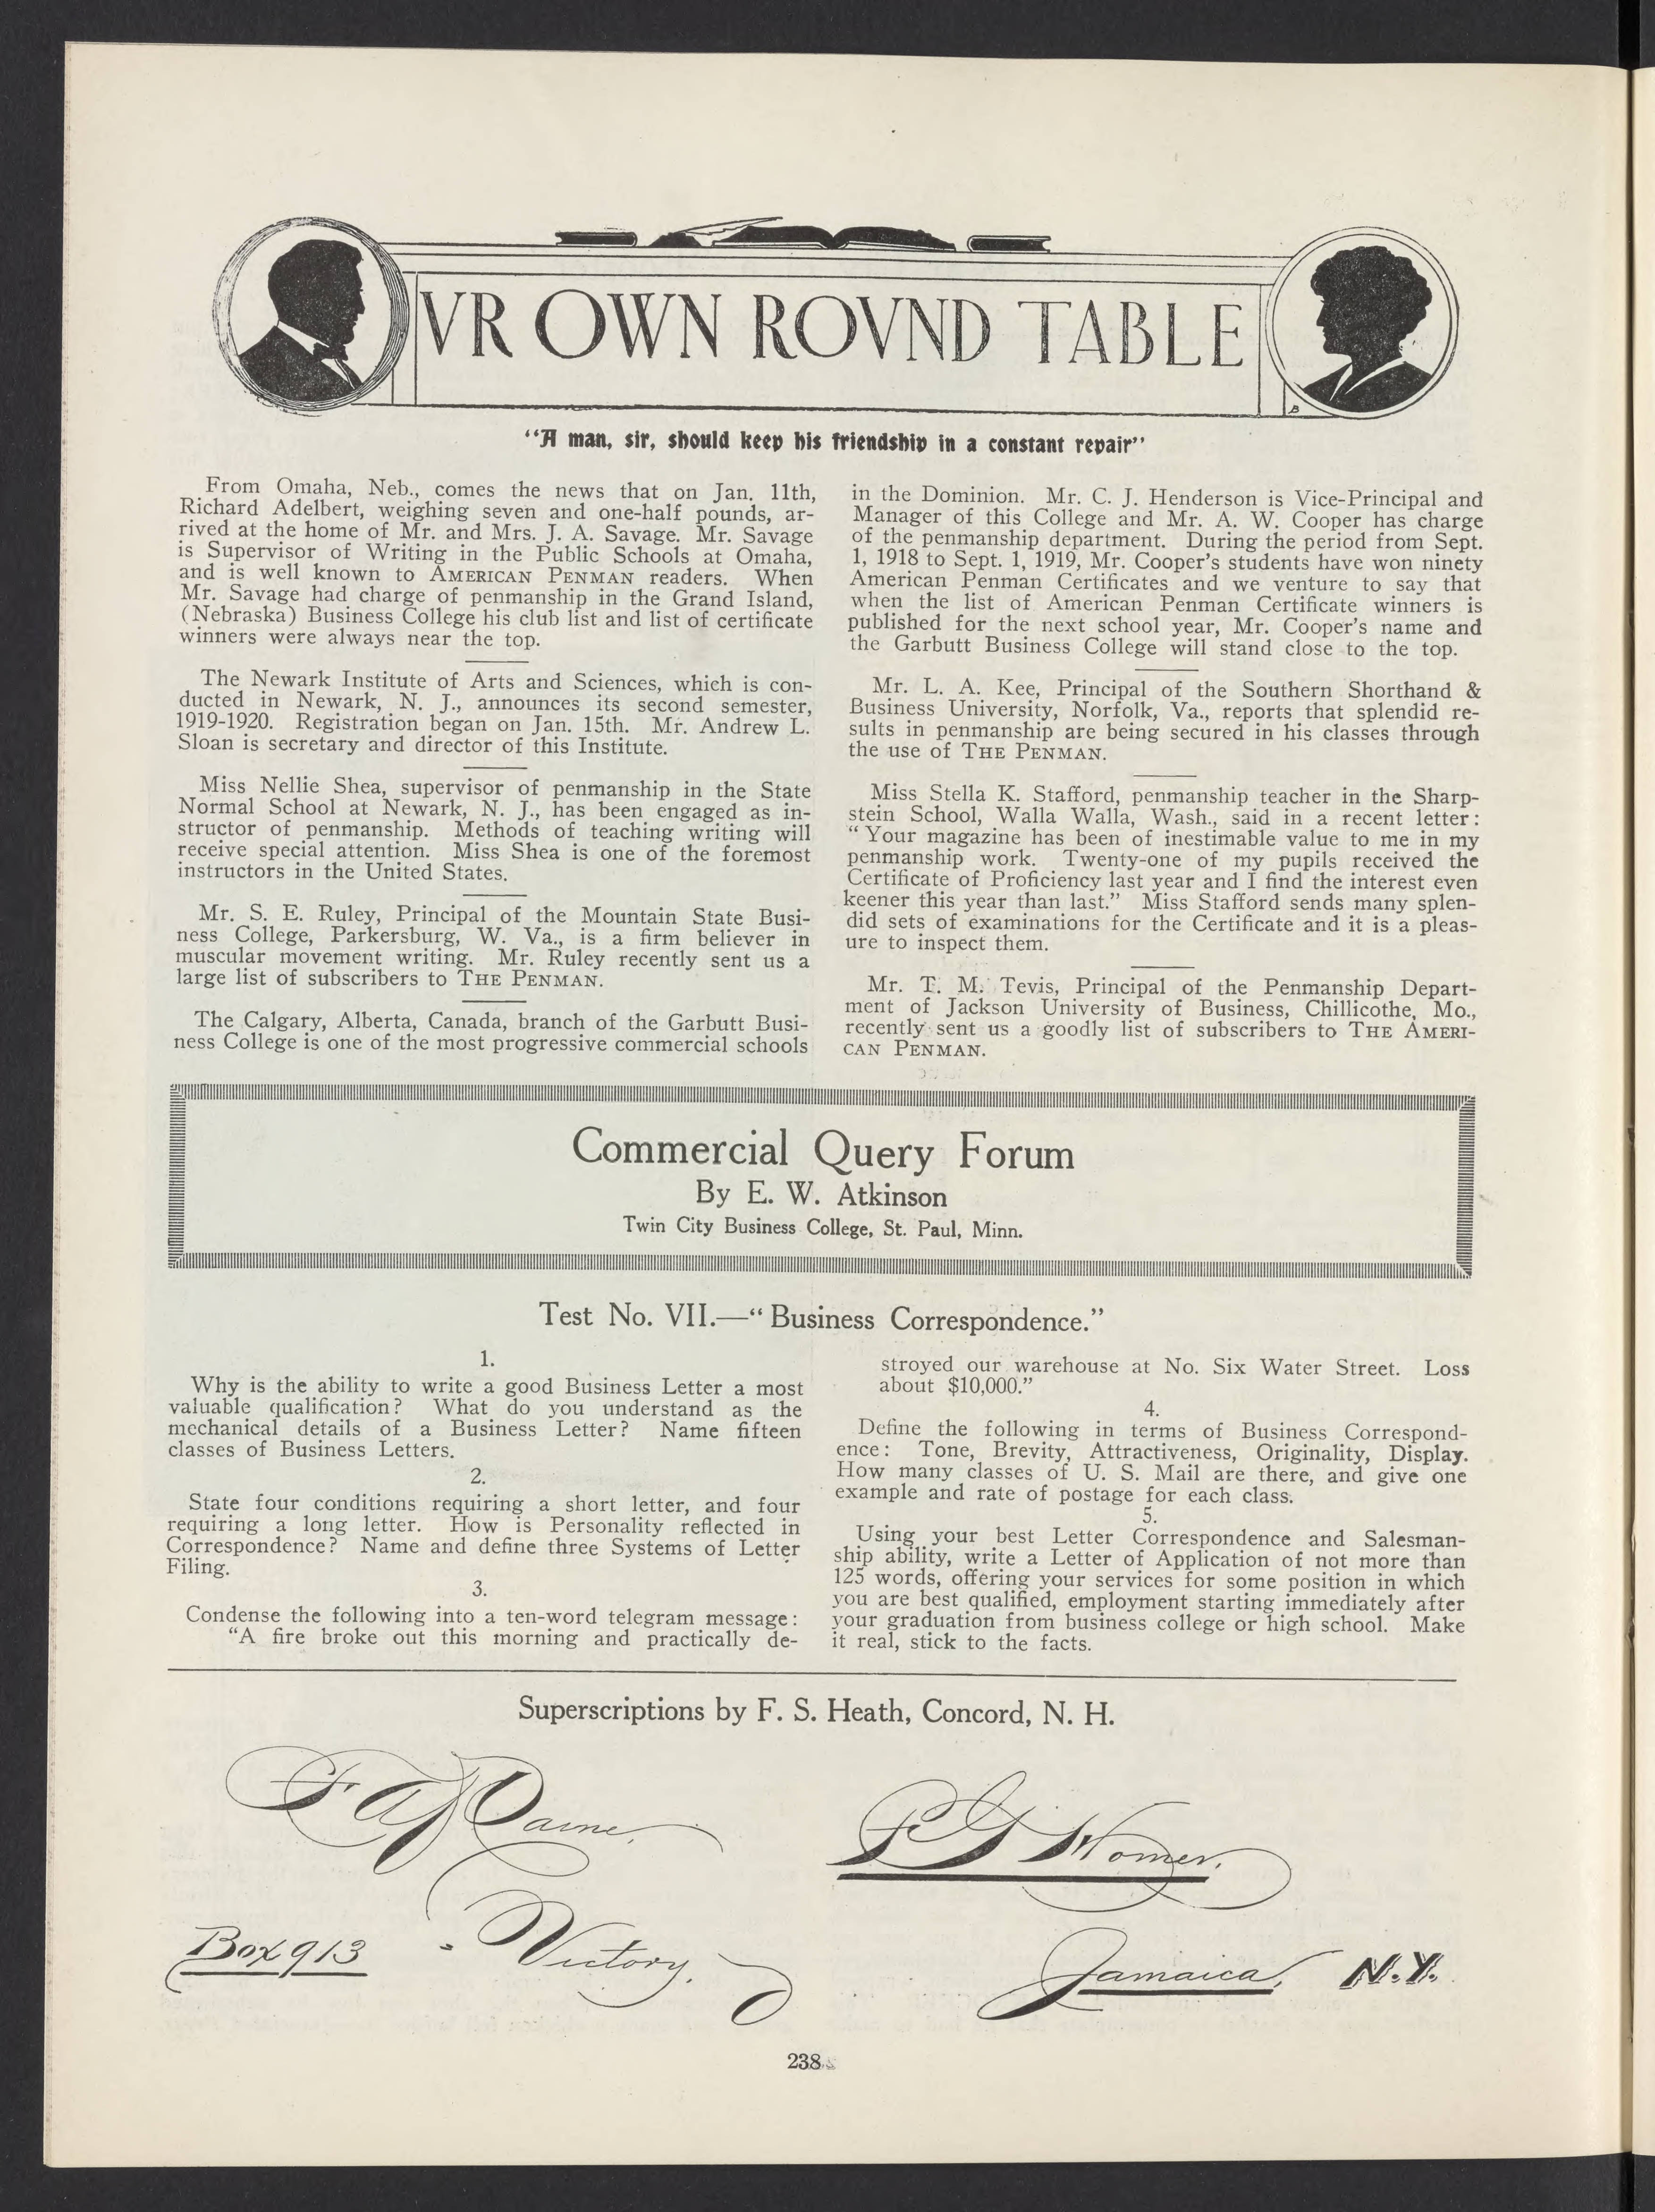 VR OWN ROVND TABLE
"A man, sir, should keep his friendship in a constant repair"
From Omaha, Neb., comes the news that on Jan. 11th,
Richard Adelbert, weighing seven and one-half pounds, ar-
rived at the home of Mr. and Mrs. J. A. Savage. Mr. Savage
is Supervisor of Writing in the Public Schools at Omaha,
and is well known to AMERICAN PENMAN readers. When
Mr. Savage had charge of penmanship in the Grand Island,
(Nebraska) Business College his club list and list of certificate
winners were always near the top.
The Newark Institute of Arts and Sciences, which is con-
ducted in Newark, N. J., announces its second semester,
1919-1920. Registration began on Jan. 15th. Mr. Andrew L.
Sloan is secretary and director of this Institute.
Miss Nellie Shea, supervisor of penmanship in the State
Normal School at Newark, N. J., has been engaged as in-
structor of penmanship. Methods of teaching writing will
receive special attention. Miss Shea is one of the foremost
instructors in the United States.
Mr. S. E. Ruley, Principal of the Mountain State Busi-
ness College, Parkersburg, W. Va., is a firm believer in
muscular movement writing. Mr. Ruley recently sent us a
large list of subscribers to THE PENMAN.
The Calgary, Alberta, Canada, branch of the Garbutt Busi-
ness College is one of the most progressive commercial schools
in the Dominion. Mr. C. J. Henderson is Vice-Principal and
Manager of this College and Mr. A. W. Cooper has charge
of the penmanship department. During the period from Sept.
1, 1918 to Sept. 1, 1919, Mr. Cooper's students have won ninety
American Penman Certificates and we venture to say that
when the list of American Penman Certificate winners is
published for the next school year, Mr. Cooper's name and
the Garbutt Business College will stand close to the top.
Mr. L. A. Kee, Principal of the Southern Shorthand &
Business University, Norfolk, Va., reports that splendid re-
sults in penmanship are being secured in his classes through
the use of THE PENMAN.
Miss Stella K. Stafford, penmanship teacher in the Sharp-
stein School, Walla Walla, Wash., said in a recent letter:
"Your magazine has been of inestimable value to me in my
penmanship work. Twenty-one of my pupils received the
Certificate of Proficiency last year and I find the interest even
keener this year than last." Miss Stafford sends many splen-
did sets of examinations for the Certificate and it is a pleas-
ure to inspect them.
Mr. T. M. Tevis, Principal of the Penmanship Depart-
ment of Jackson University of Business, Chillicothe, Mo.,
recently sent us a goodly list of subscribers to THE AMERI-
CAN PENMAN.
Commercial Query Forum
By E. W. Atkinson
Twin City Business College, St. Paul, Minn.
Test No. VII.—"Business Correspondence."
1.
Why is the ability to write a good Business Letter a most
valuable qualification? What do you understand as the
mechanical details of a Business Letter? Name fifteen
classes of Business Letters.
2.
State four conditions requiring a short letter, and four
requiring a long letter. How is Personality reflected in
Correspondence? Name and define three Systems of Letter
Filing.
3.
Condense the following into a ten-word telegram message:
"A fire broke out this morning and practically de-
stroyed our warehouse at No. Six Water Street. Loss
about $10,000."
4.
Define the following in terms of Business Correspond-
ence: Tone, Brevity, Attractiveness, Originality, Display.
How many classes of U. S. Mail are there, and give one
example and rate of postage for each class.
5.
Using your best Letter Correspondence and Salesman-
ship ability, write a Letter of Application of not more than
125 words, offering your services for some position in which
you are best qualified, employment starting immediately after
your graduation from business college or high school. Make
it real, stick to the facts.
Superscriptions by F. S. Heath, Concord, N. H.
Victory.
Box 913
Womer.
Jamaica, N.Y.
238